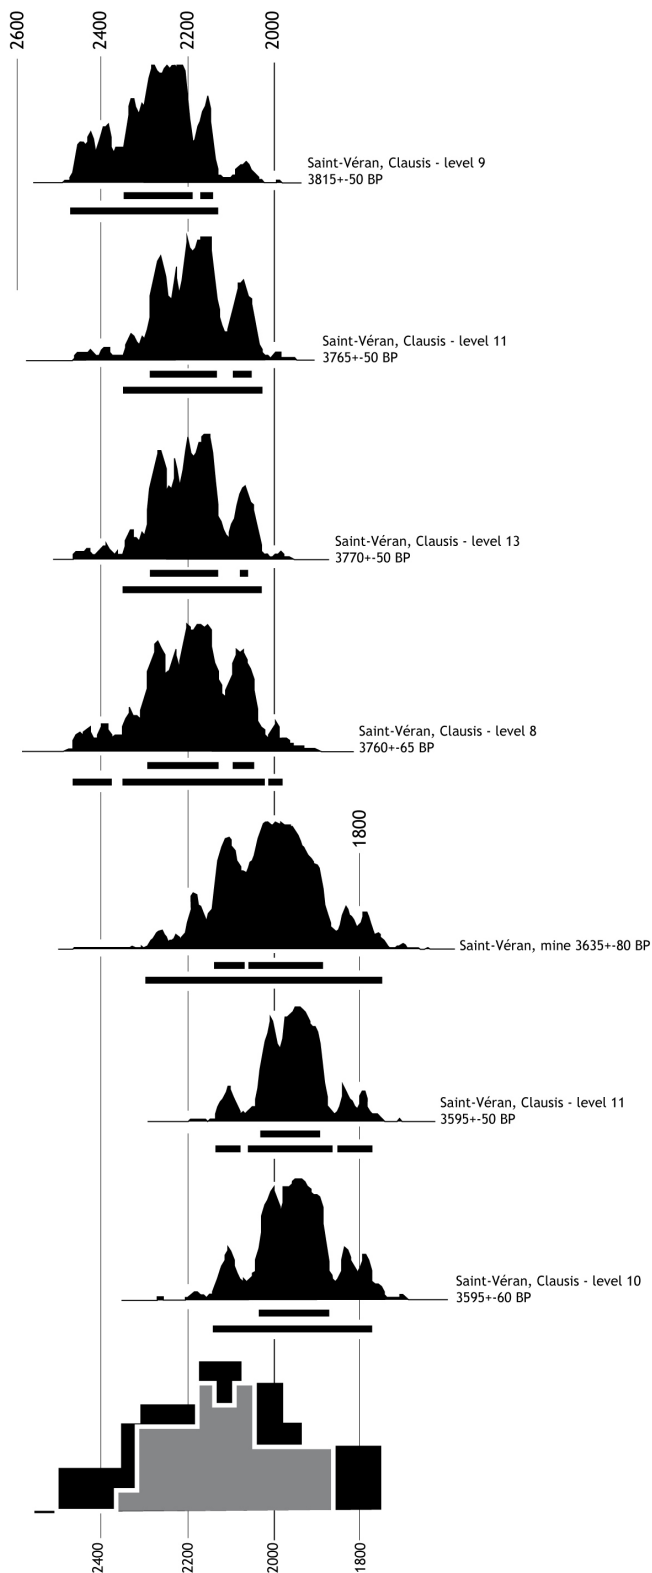 2600
2400
2200
2000
Saint-Véran, Clausis - level 9
3815+-50 BP
Saint-Véran, Clausis - level 11
3765+-50 BP
Saint-Véran, Clausis - level 13
3770+-50 BP
Saint-Véran, Clausis - level 8
3760+-65 BP
1800
Saint-Véran, mine 3635+-80 BP
Saint-Véran, Clausis - level 11
3595+-50 BP
Saint-Véran, Clausis - level 10
3595+-60 BP
2400
2200
2000
1800